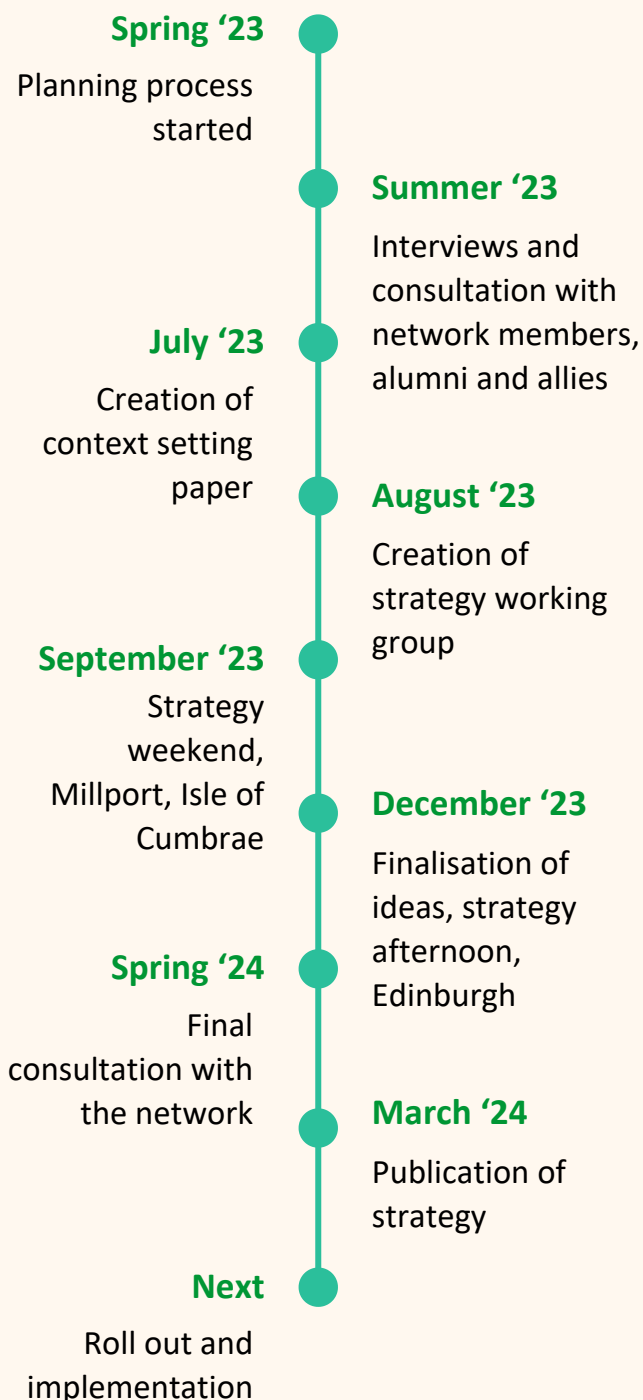 Spring ‘23
Planning process
started
Summer ‘23
Interviews and
consultation with
network members,
alumni and allies
July ‘23
Creation of
context setting
paper
August ‘23
Creation of
strategy working
group
September ‘23
Strategy
weekend,
Millport, Isle of
Cumbrae
December ‘23
Finalisation of
ideas, strategy
afternoon,
Edinburgh
Spring ‘24
Final
consultation with
the network
March ‘24
Publication of
strategy
Next
Roll out and
implementation